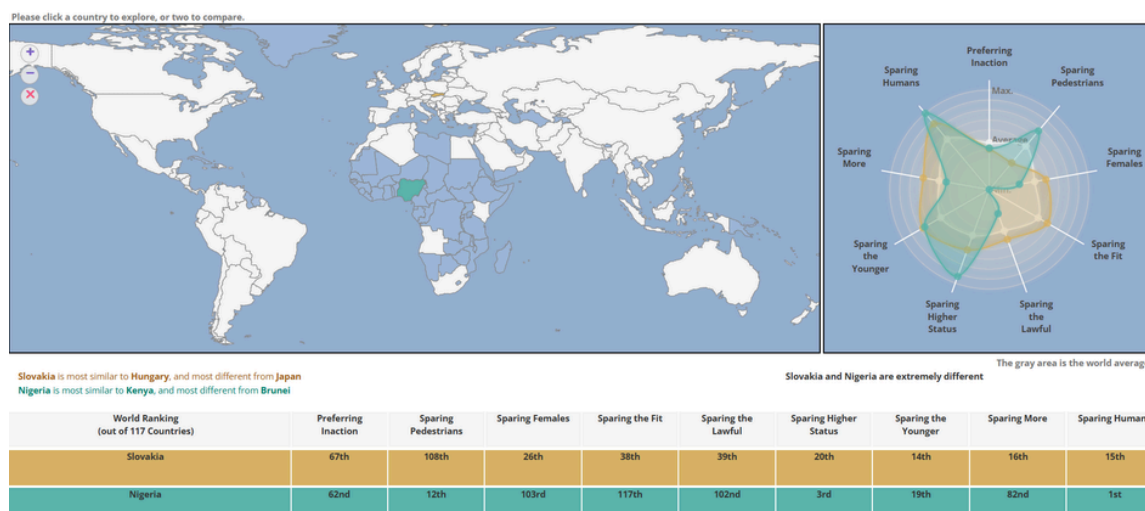 Please click a country to explore, or two to compare.
+
−
×
Preferring
Inaction
Sparing
Humans
Sparing
Pedestrians
Max.
Average
Sparing
More
Sparing
Females
Sparing
the
Younger
Sparing
the Fit
Sparing
Higher
Status
Sparing
the
Lawful
The gray area is the world average
Slovakia is most similar to Hungary, and most different from Japan
Nigeria is most similar to Kenya, and most different from Brunei
Slovakia and Nigeria are extremely different
World Ranking
(out of 117 Countries)
Preferring
Inaction
Sparing
Pedestrians
Sparing Females
Sparing the Fit
Sparing the
Lawful
Sparing Higher
Status
Sparing the
Younger
Sparing More
Sparing Human
Slovakia 67th 108th 26th 38th 39th 20th 14th 16th 15th
Nigeria 62nd 12th 103rd 117th 102nd 3rd 19th 82nd 1st